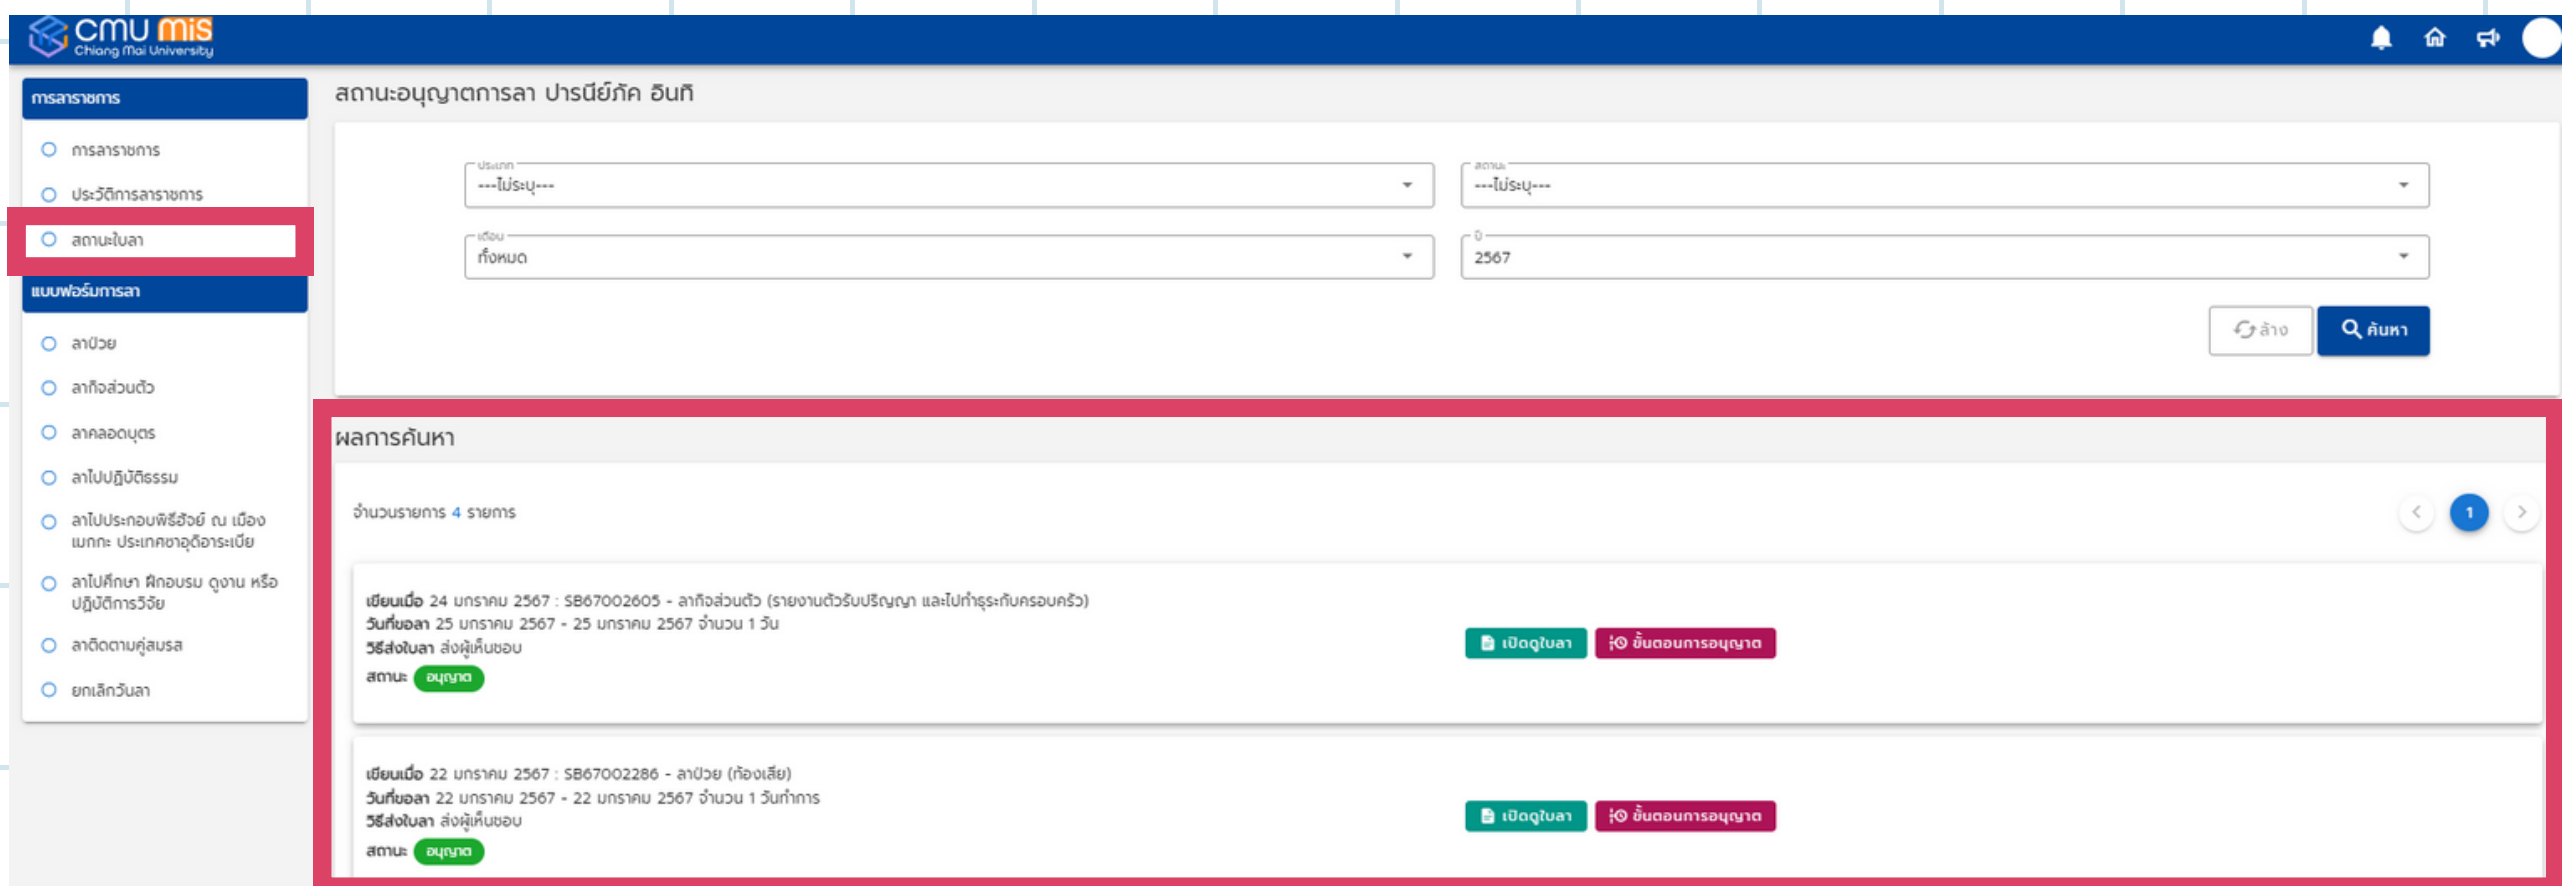 CMU MIS
Chiang Mai University
การลาราชการ
การลาราชการ
ประวัติการลาราชการ
สถานะใบลา
แบบฟอร์มการลา
ลาป่วย
ลากิจส่วนตัว
ลาคลอดบุตร
ลาไปปฏิบัติธรรม
ลาไปประกอบพิธีฮัจย์ ณ เมือง
เมกกะ ประเทศซาอุดิอาระเบีย
ลาไปศึกษา ฝึกอบรม ดูงาน หรือ
ปฏิบัติการวิจัย
ลาติดตามคู่สมรส
ยกเลิกวันลา
สถานะอนุญาตการลา ปารนีย์ภัค อินทิ
ประเภท
---ไม่ระบุ---
สถานะ
---ไม่ระบุ---
เดือน
ทั้งหมด
ปี
2567
ล้าง
ค้นหา
ผลการค้นหา
จำนวนรายการ 4 รายการ
1
เขียนเมื่อ 24 มกราคม 2567 : SB67002605 - ลากิจส่วนตัว (รายงานตัวรับปริญญา และไปทำธุระกับครอบครัว)
วันที่ขอลา 25 มกราคม 2567 - 25 มกราคม 2567 จำนวน 1 วัน
วิธีส่งใบลา ส่งผู้เห็นชอบ
สถานะ อนุญาต
เปิดดูใบลา
ขั้นตอนการอนุญาต
เขียนเมื่อ 22 มกราคม 2567 : SB67002286 - ลาป่วย (ท้องเสีย)
วันที่ขอลา 22 มกราคม 2567 - 22 มกราคม 2567 จำนวน 1 วันทำการ
วิธีส่งใบลา ส่งผู้เห็นชอบ
สถานะ อนุญาต
เปิดดูใบลา
ขั้นตอนการอนุญาต